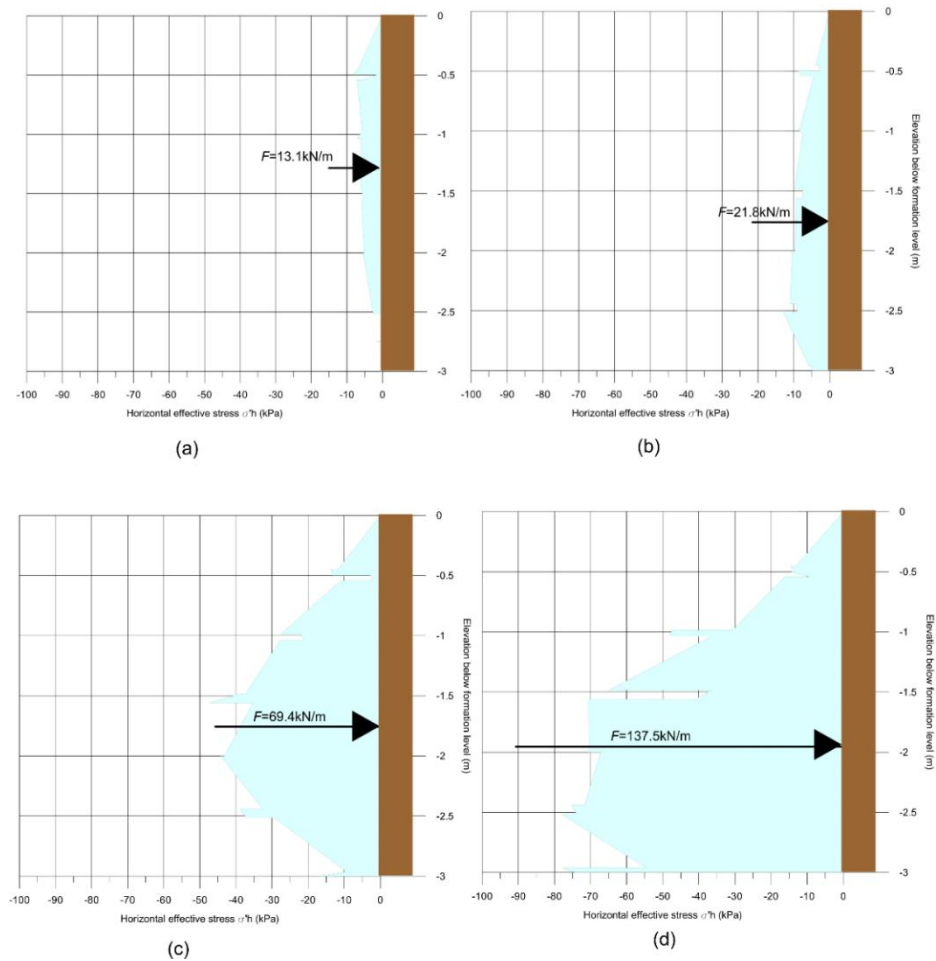 0
-0.5
-1
F=13.1kN/m
-1.5
-2
-2.5
-3
-100 -90 -80 -70 -60 -50 -40 -30 -20 -10 0
Horizontal effective stress σ'h (kPa)
(a)
0
-0.5
-1
-1.5
F=21.8kN/m
-2
-2.5
-3
Elevation below formation level (m)
-100 -90 -80 -70 -60 -50 -40 -30 -20 -10 0
Horizontal effective stress σ'h (kPa)
(b)
0
-0.5
-1
-1.5
F=69.4kN/m
-2
-2.5
-3
Elevation below formation level (m)
-100 -90 -80 -70 -60 -50 -40 -30 -20 -10 0
Horizontal effective stress σ'h (kPa)
(c)
0
-0.5
-1
-1.5
F=137.5kN/m
-2
-2.5
-3
Elevation below formation level (m)
-100 -90 -80 -70 -60 -50 -40 -30 -20 -10 0
Horizontal effective stress σ'h (kPa)
(d)